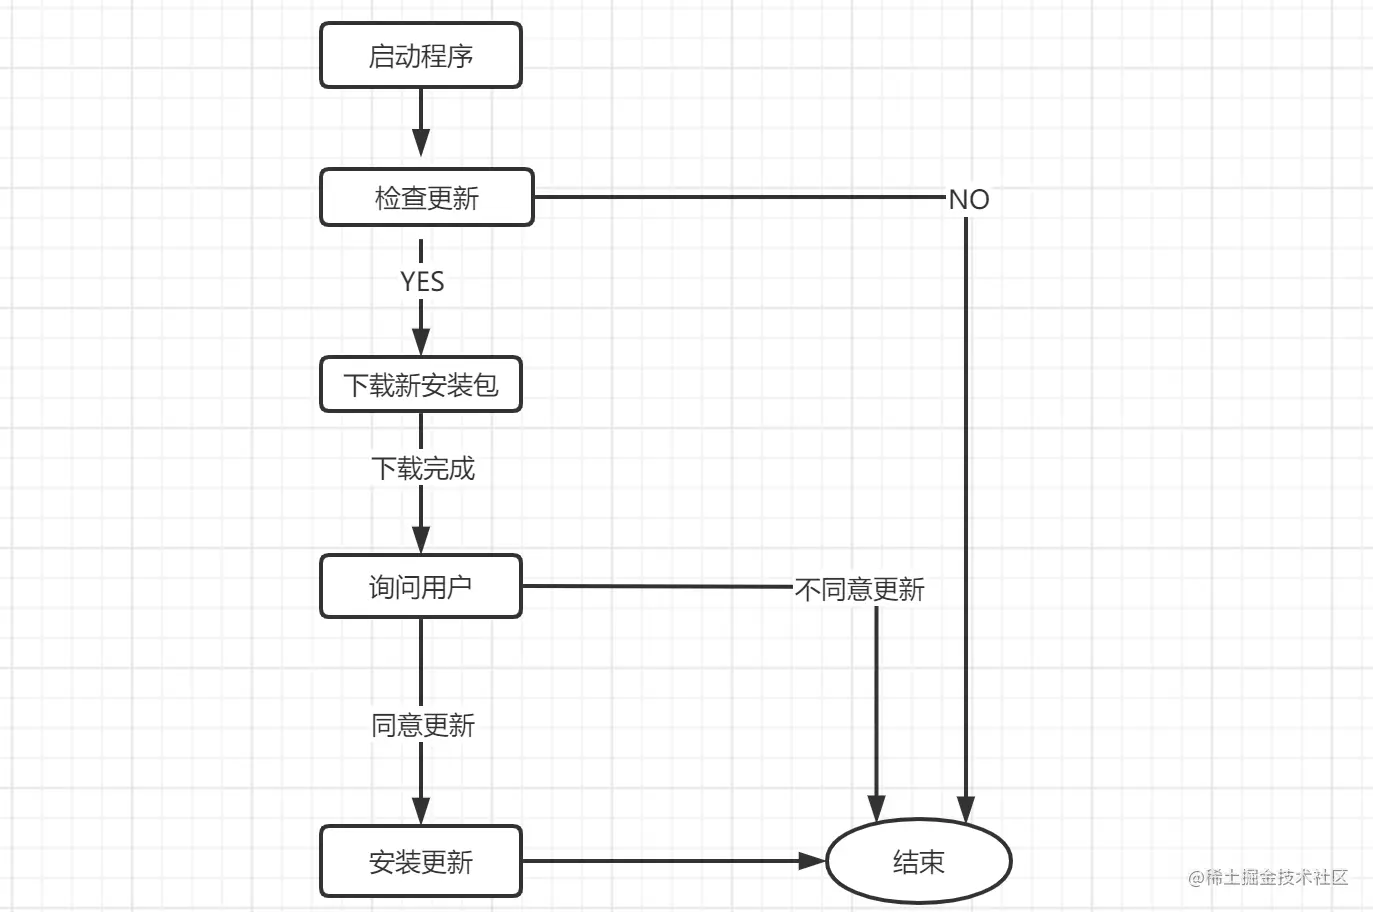 启动程序
检查更新
NO
YES
下载新安装包
下载完成
询问用户
不同意更新
同意更新
安装更新
结束
@稀土掘金技术社区